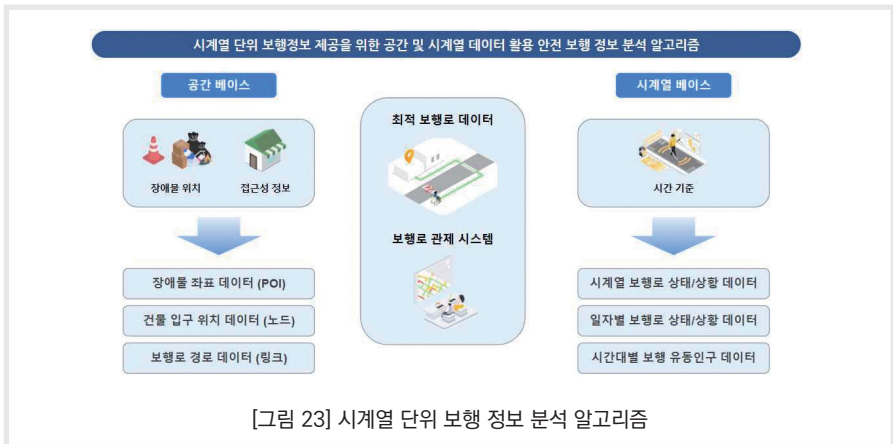 시계열 단위 보행정보 제공을 위한 공간 및 시계열 데이터 활용 안전 보행 정보 분석 알고리즘
공간 베이스
장애물 위치
접근성 정보
장애물 좌표 데이터 (POI)
건물 입구 위치 데이터 (노드)
보행로 경로 데이터 (링크)
최적 보행로 데이터
보행로 관제 시스템
시계열 베이스
시간 기준
시계열 보행로 상태/상황 데이터
일자별 보행로 상태/상황 데이터
시간대별 보행 유동인구 데이터
[그림 23] 시계열 단위 보행 정보 분석 알고리즘